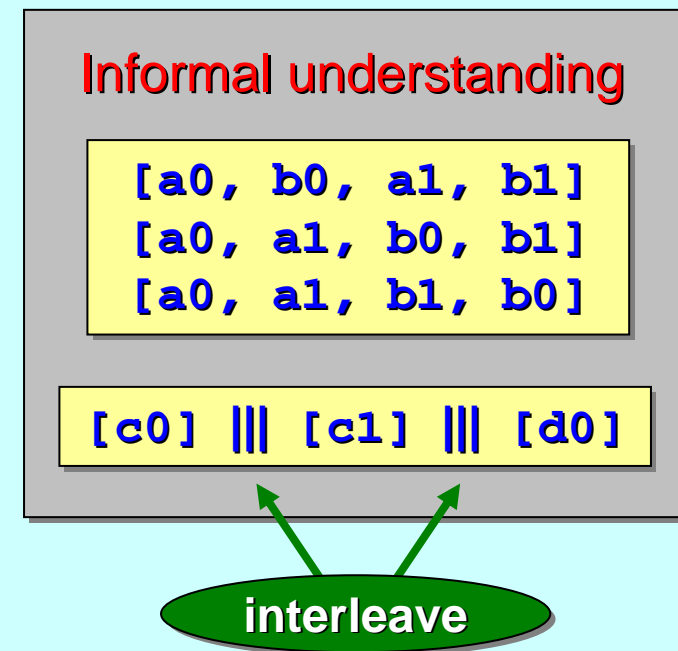 Informal understanding
[a0, b0, a1, b1]
[a0, a1, b0, b1]
[a0, a1, b1, b0]
[c0] ||| [c1] ||| [d0]
interleave